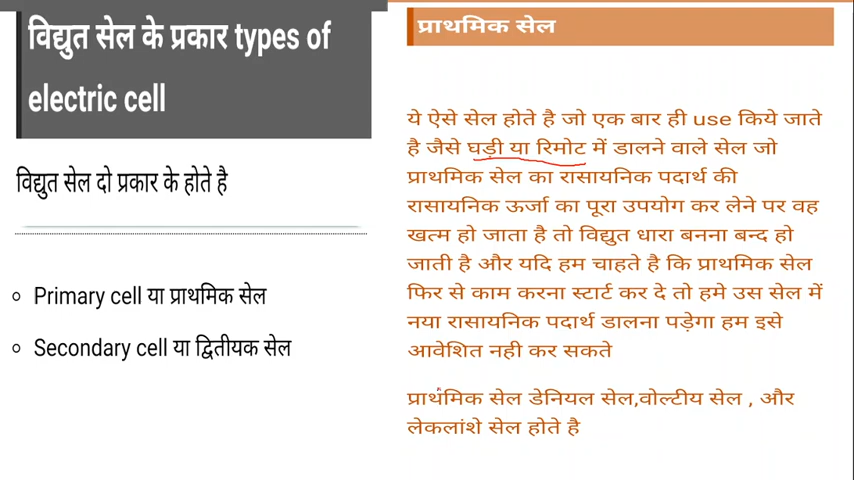 विद्युत सेल के प्रकार types of
electric cell
विद्युत सेल दो प्रकार के होते है
Primary cell या प्राथमिक सेल
Secondary cell या द्वितीयक सेल
प्राथमिक सेल
ये ऐसे सेल होते है जो एक बार ही use किये जाते
है जैसे घड़ी या रिमोट में डालने वाले सेल जो
प्राथमिक सेल का रासायनिक पदार्थ की
रासायनिक ऊर्जा का पूरा उपयोग कर लेने पर वह
खत्म हो जाता है तो विद्युत धारा बनना बन्द हो
जाती है और यदि हम चाहते है कि प्राथमिक सेल
फिर से काम करना स्टार्ट कर दे तो हमे उस सेल में
नया रासायनिक पदार्थ डालना पड़ेगा हम इसे
आवेशित नही कर सकते
प्राथमिक सेल डेनियल सेल,वोल्टीय सेल , और
लेकलांशे सेल होते है